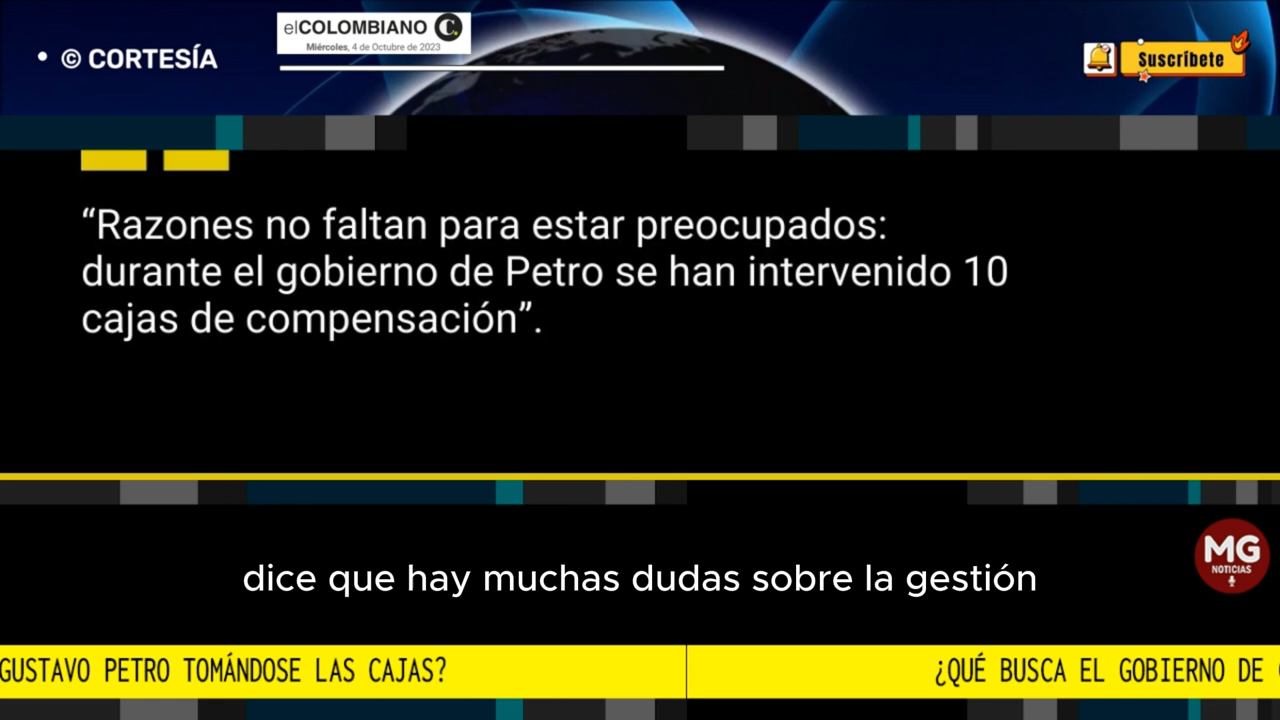 elCOLOMBIANO C.
Miércoles, 4 de Octubre de 2023
• © CORTESÍA
Suscríbete
“Razones no faltan para estar preocupados:
durante el gobierno de Petro se han intervenido 10
cajas de compensación”.
dice que hay muchas dudas sobre la gestión
MG
NOTICIAS
GUSTAVO PETRO TOMÁNDOSE LAS CAJAS?
¿QUÉ BUSCA EL GOBIERNO DE